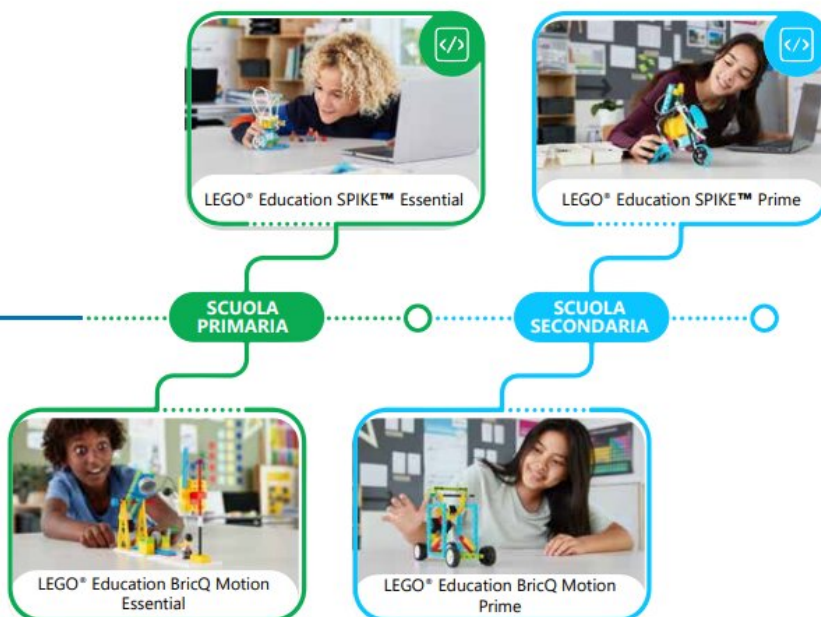 </>
</>
LEGO® Education SPIKE™ Essential
LEGO® Education SPIKE™ Prime
SCUOLA
PRIMARIA
SCUOLA
SECONDARIA
LEGO® Education BricQ Motion
Essential
LEGO® Education BricQ Motion
Prime